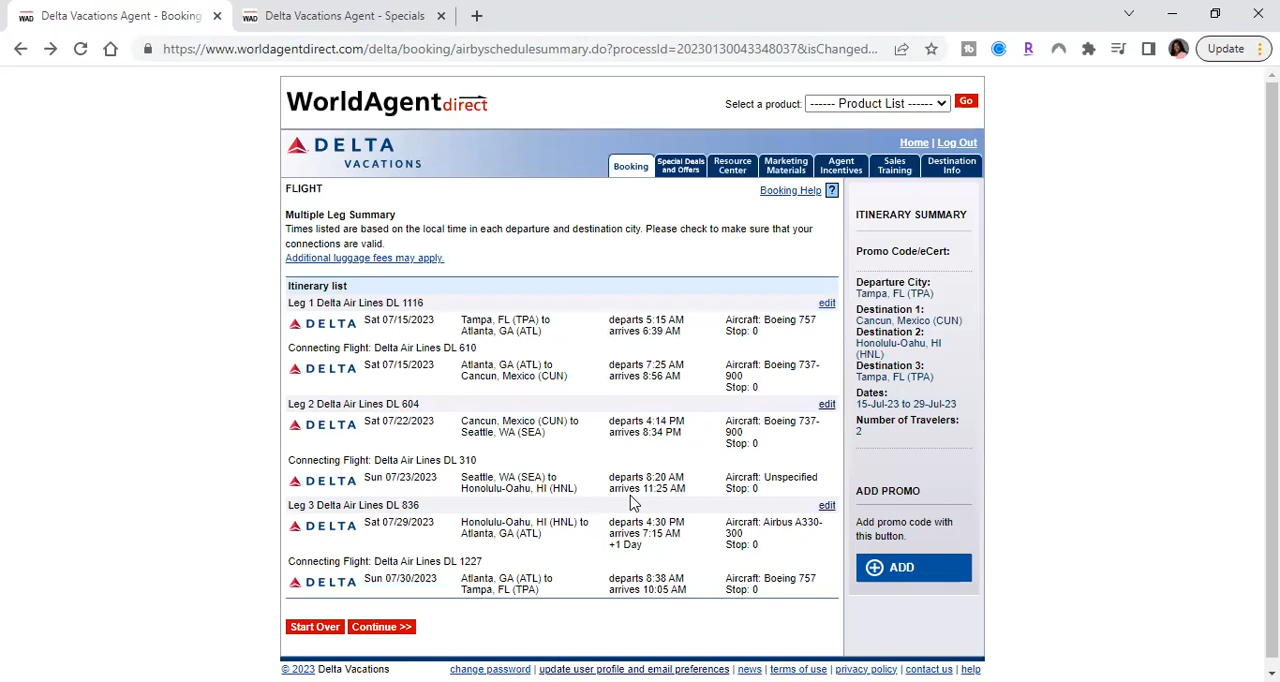 Delta Vacations Agent - Booking
Delta Vacations Agent - Specials
https://www.worldagentdirect.com/delta/booking/airbyschedulesummary.do?processId=20230130043348037&isChanged...
Update
WorldAgentdirect
Select a product: ------ Product List ------ Go
DELTA
VACATIONS
Home | Log Out
Booking
Special Deals and Offers
Resource Center
Marketing Materials
Agent Incentives
Sales Training
Destination Info
FLIGHT
Booking Help ?
Multiple Leg Summary
Times listed are based on the local time in each departure and destination city. Please check to make sure that your
connections are valid.
Additional luggage fees may apply.
Itinerary list
Leg 1 Delta Air Lines DL 1116 edit
DELTA Sat 07/15/2023 Tampa, FL (TPA) to departs 5:15 AM Aircraft: Boeing 757
Atlanta, GA (ATL) arrives 6:39 AM Stop: 0
Connecting Flight: Delta Air Lines DL 610
DELTA Sat 07/15/2023 Atlanta, GA (ATL) to departs 7:25 AM Aircraft: Boeing 737-
Cancun, Mexico (CUN) arrives 8:56 AM 900
Stop: 0
Leg 2 Delta Air Lines DL 604 edit
DELTA Sat 07/22/2023 Cancun, Mexico (CUN) to departs 4:14 PM Aircraft: Boeing 737-
Seattle, WA (SEA) arrives 8:34 PM 900
Stop: 0
Connecting Flight: Delta Air Lines DL 310
DELTA Sun 07/23/2023 Seattle, WA (SEA) to departs 8:20 AM Aircraft: Unspecified
Honolulu-Oahu, HI (HNL) arrives 11:25 AM Stop: 0
Leg 3 Delta Air Lines DL 836 edit
DELTA Sat 07/29/2023 Honolulu-Oahu, HI (HNL) to departs 4:30 PM Aircraft: Airbus A330-
Atlanta, GA (ATL) arrives 7:15 AM 300
+1 Day Stop: 0
Connecting Flight: Delta Air Lines DL 1227
DELTA Sun 07/30/2023 Atlanta, GA (ATL) to departs 8:38 AM Aircraft: Boeing 757
Tampa, FL (TPA) arrives 10:05 AM Stop: 0
Start Over Continue >>
ITINERARY SUMMARY
Promo Code/eCert:
Departure City:
Tampa, FL (TPA)
Destination 1:
Cancun, Mexico (CUN)
Destination 2:
Honolulu-Oahu, HI
(HNL)
Destination 3:
Tampa, FL (TPA)
Dates:
15-Jul-23 to 29-Jul-23
Number of Travelers:
2
ADD PROMO
Add promo code with
this button.
ADD
© 2023 Delta Vacations change password | update user profile and email preferences | news | terms of use | privacy policy | contact us | help